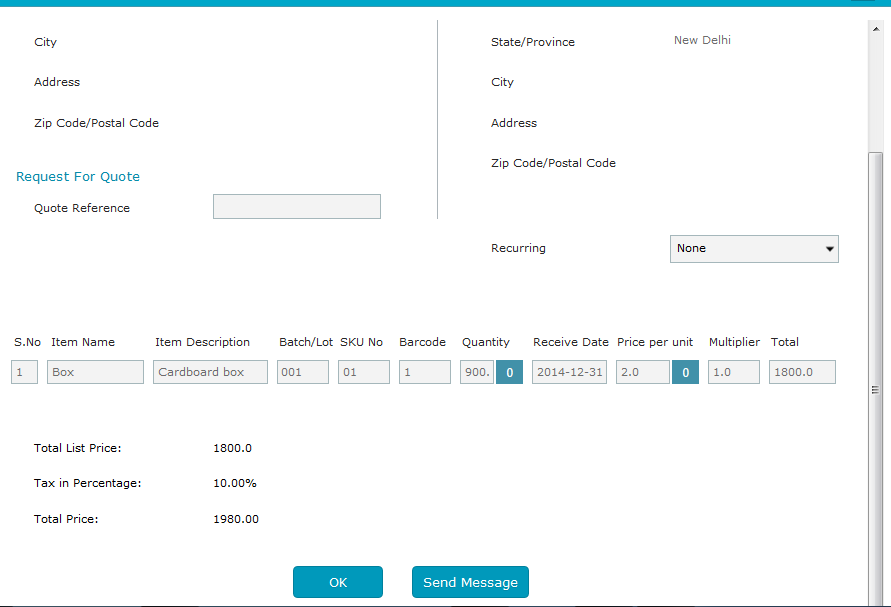 City
Address
Zip Code/Postal Code
State/Province New Delhi
City
Address
Zip Code/Postal Code
Request For Quote
Quote Reference
Recurring None
S.No Item Name Item Description Batch/Lot SKU No Barcode Quantity Receive Date Price per unit Multiplier Total
1 Box Cardboard box 001 01 1 900. 0 2014-12-31 2.0 0 1.0 1800.0
Total List Price: 1800.0
Tax in Percentage: 10.00%
Total Price: 1980.00
OK Send Message